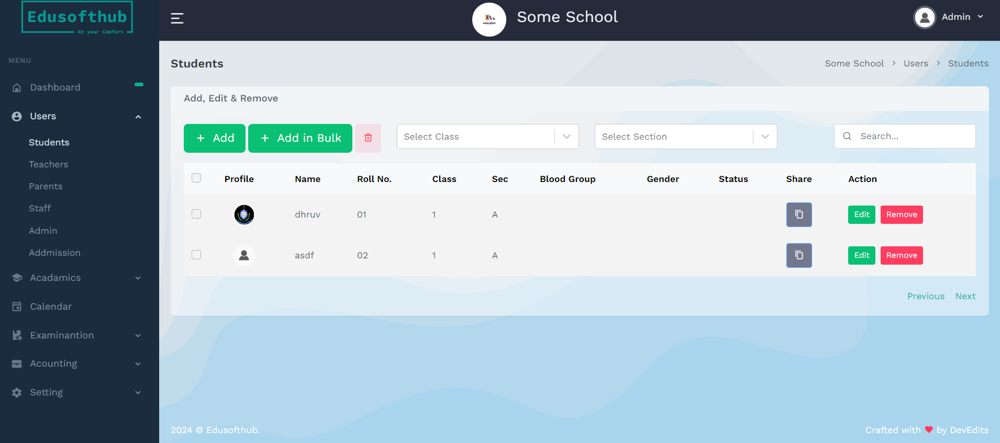 Edusofthub
At your Comfort
education
Some School
Admin
MENU
Dashboard
Users
Students
Teachers
Parents
Staff
Admin
Addmission
Acadamics
Calendar
Examinantion
Acounting
Setting
Students
Some School > Users > Students
Add, Edit & Remove
+ Add + Add in Bulk Select Class Select Section Search...
Profile Name Roll No. Class Sec Blood Group Gender Status Share Action
dhruv 01 1 A Edit Remove
asdf 02 1 A Edit Remove
Previous Next
2024 © Edusofthub. Crafted with ❤ by DevEdits